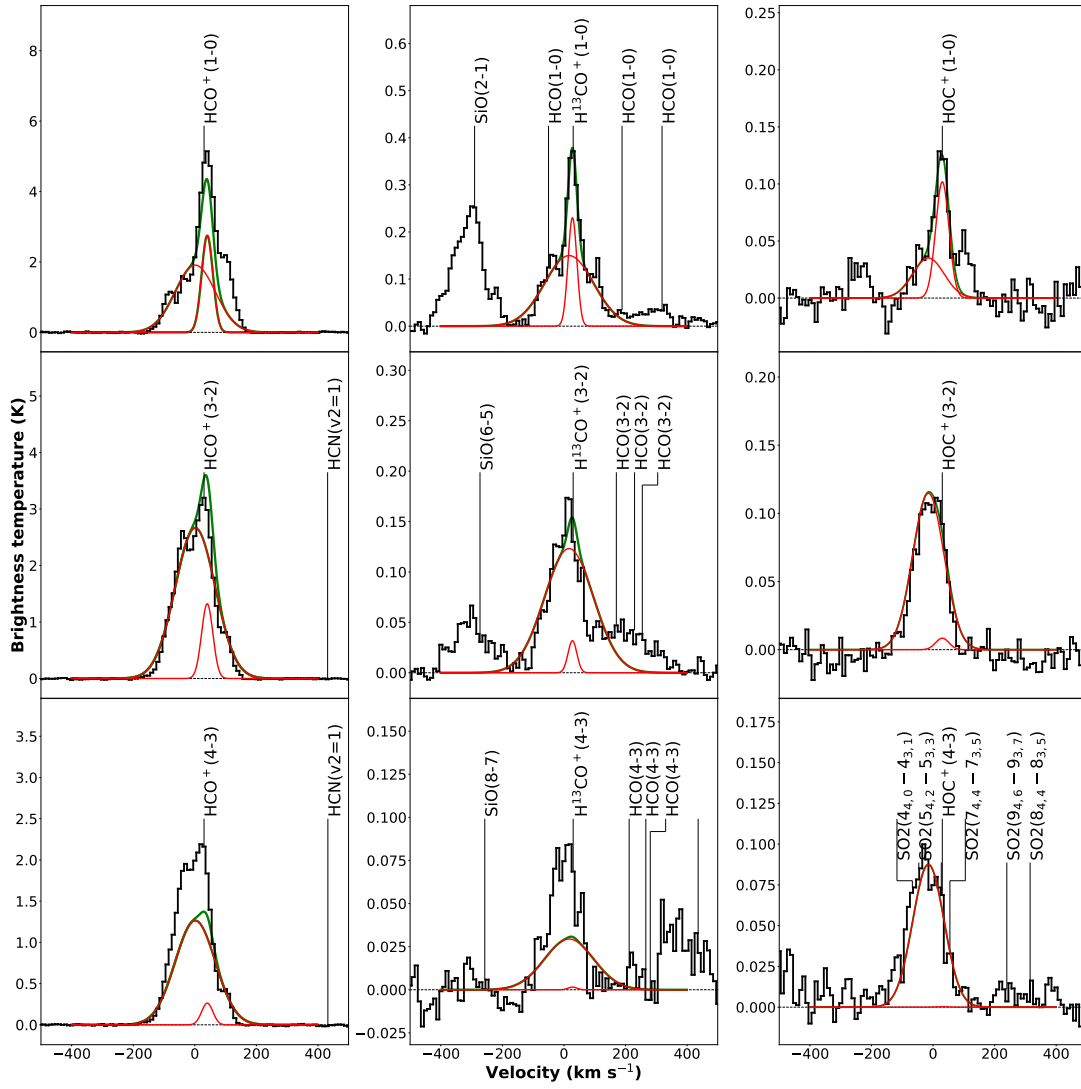 HCO⁺(1-0)
8
6
4
2
0
SiO(2-1)
HCO(1-0)
H¹³CO⁺(1-0)
HCO(1-0)
HCO(1-0)
0.6
0.5
0.4
0.3
0.2
0.1
0.0
HOC⁺(1-0)
0.25
0.20
0.15
0.10
0.05
0.00
HCO⁺(3-2)
HCN(v2=1)
5
4
3
2
1
0
SiO(6-5)
H¹³CO⁺(3-2)
HCO(3-2)
HCO(3-2)
HCO(3-2)
0.30
0.25
0.20
0.15
0.10
0.05
0.00
HOC⁺(3-2)
0.20
0.15
0.10
0.05
0.00
HCO⁺(4-3)
HCN(v2=1)
3.5
3.0
2.5
2.0
1.5
1.0
0.5
0.0
SiO(8-7)
H¹³CO⁺(4-3)
HCO(4-3)
HCO(4-3)
HCO(4-3)
0.150
0.125
0.100
0.075
0.050
0.025
0.000
−0.025
SO2(4₄,₀ − 4₃,₁)
SO2(5₄,₂ − 5₃,₃)
HOC⁺(4-3)
SO2(7₄,₄ − 7₃,₅)
SO2(9₄,₆ − 9₃,₇)
SO2(8₄,₄ − 8₃,₅)
0.175
0.150
0.125
0.100
0.075
0.050
0.025
0.000
−400 −200 0 200 400
−400 −200 0 200 400
−400 −200 0 200 400
Brightness temperature (K)
Velocity (km s⁻¹)